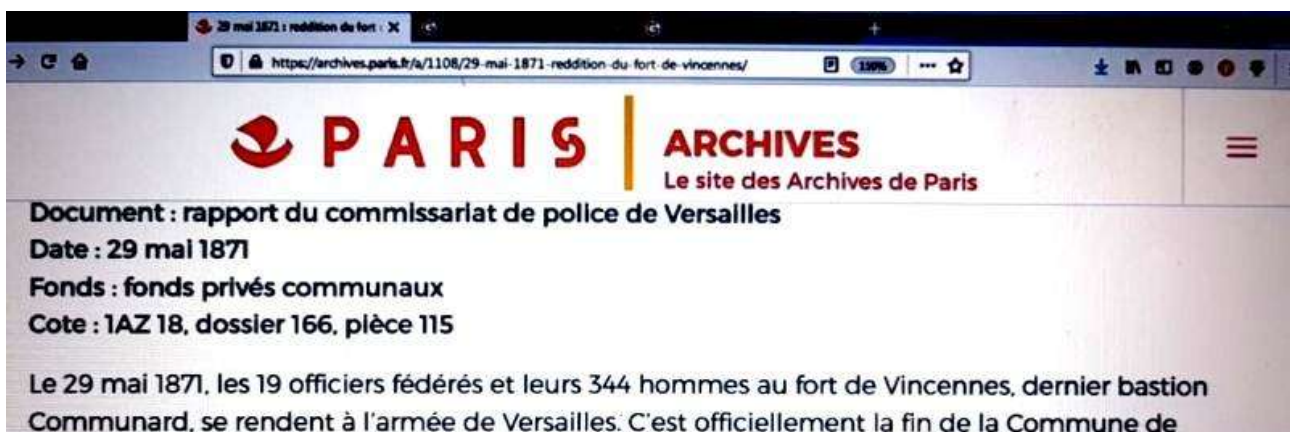 29 mai 1871 : reddition du fort :
https://archives.paris.fr/a/1108/29-mai-1871-reddition-du-fort-de-vincennes/
150%
PARIS
ARCHIVES
Le site des Archives de Paris
Document : rapport du commissariat de police de Versailles
Date : 29 mai 1871
Fonds : fonds privés communaux
Cote : 1AZ 18, dossier 166, pièce 115
Le 29 mai 1871, les 19 officiers fédérés et leurs 344 hommes au fort de Vincennes, dernier bastion
Communard, se rendent à l'armée de Versailles. C'est officiellement la fin de la Commune de